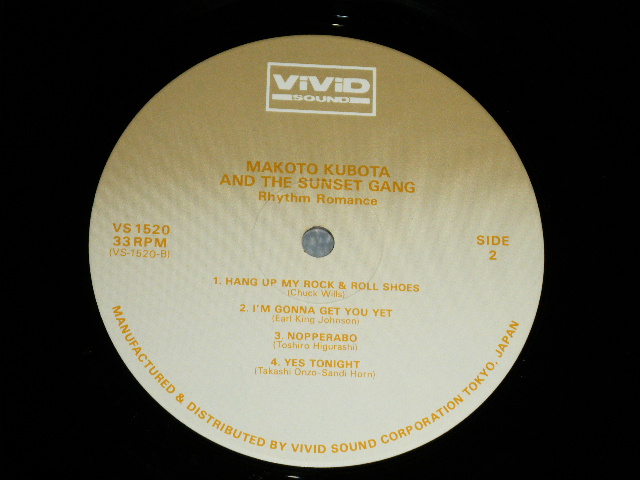 ViViD
SOUND
MAKOTO KUBOTA
AND THE SUNSET GANG
Rhythm Romance
VS 1520
33 RPM
(VS-1520-B)
SIDE
2
1. HANG UP MY ROCK & ROLL SHOES
(Chuck Wills)
2. I'M GONNA GET YOU YET
(Earl King Johnson)
3. NOPPERABO
(Toshiro Higurashi)
4. YES TONIGHT
(Takashi Onzo-Sandi Horn)
MANUFACTURED & DISTRIBUTED BY VIVID SOUND CORPORATION TOKYO. JAPAN